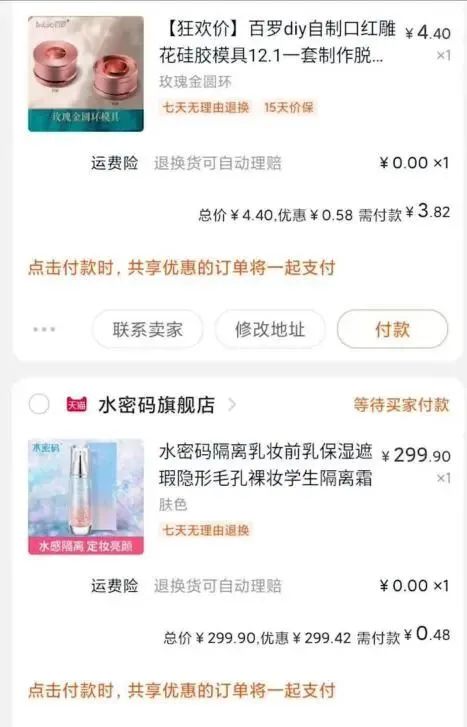 【狂欢价】百罗diy自制口红雕
花硅胶模具12.1一套制作脱...
¥4.40
×1
玫瑰金圆环
七天无理由退换 15天价保
玫瑰金圆环模具
运费险 退换货可自动理赔 ¥0.00 ×1
总价¥4.40,优惠¥0.58 需付款¥3.82
点击付款时，共享优惠的订单将一起支付
联系卖家 修改地址 付款
天猫 水密码旗舰店 等待买家付款
水密码
水密码隔离乳妆前乳保湿遮
瑕隐形毛孔裸妆学生隔离霜
¥299.90
×1
肤色
七天无理由退换
水感隔离 定妆亮颜
运费险 退换货可自动理赔 ¥0.00 ×1
总价¥299.90,优惠¥299.42 需付款¥0.48
点击付款时，共享优惠的订单将一起支付